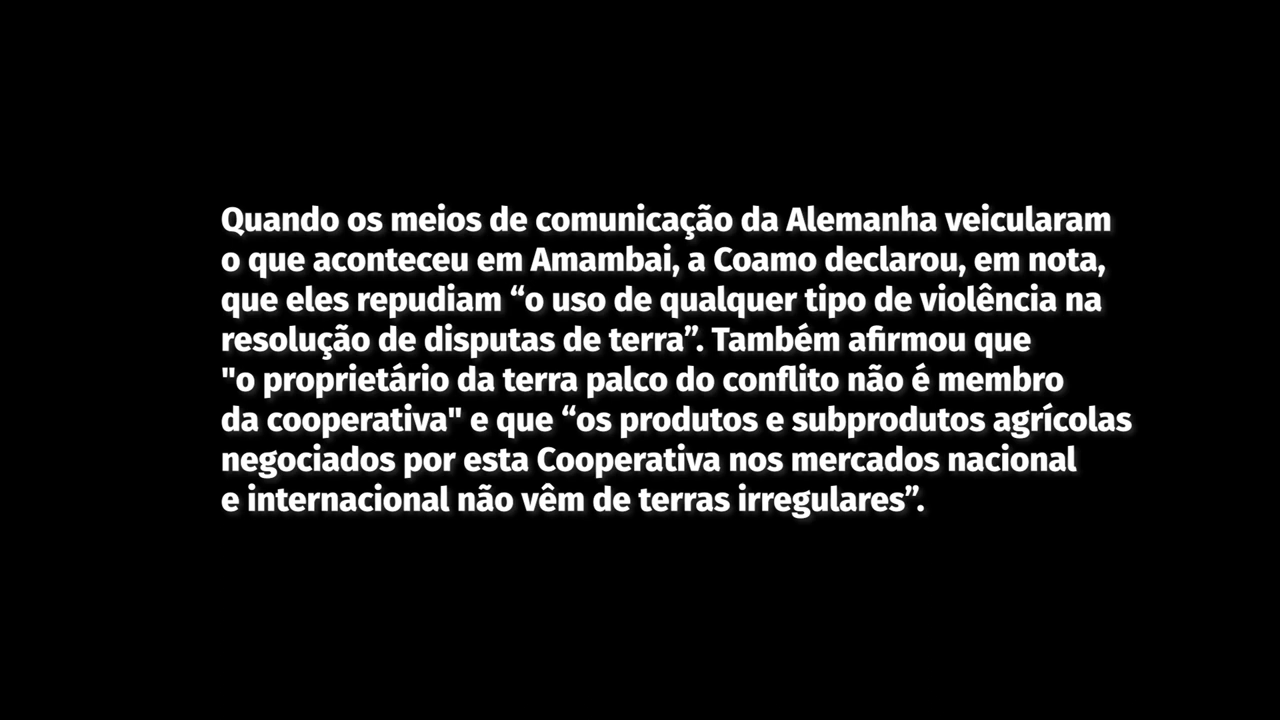 Quando os meios de comunicação da Alemanha veicularam
o que aconteceu em Amambai, a Coamo declarou, em nota,
que eles repudiam “o uso de qualquer tipo de violência na
resolução de disputas de terra”. Também afirmou que
"o proprietário da terra palco do conflito não é membro
da cooperativa" e que “os produtos e subprodutos agrícolas
negociados por esta Cooperativa nos mercados nacional
e internacional não vêm de terras irregulares”.